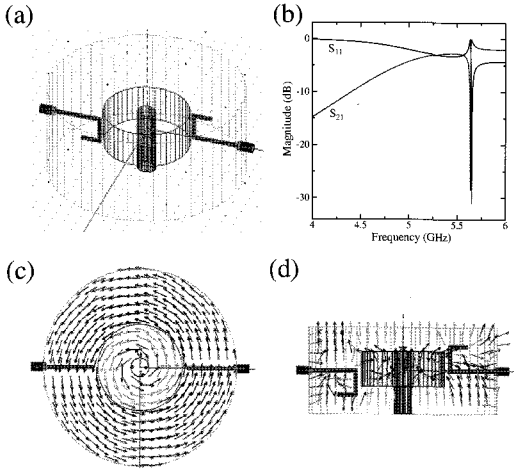 (a)
(b)
0
-10
-20
-30
Magnitude (dB)
S11
S21
4
4.5
5
5.5
6
Frequency (GHz)
(c)
(d)